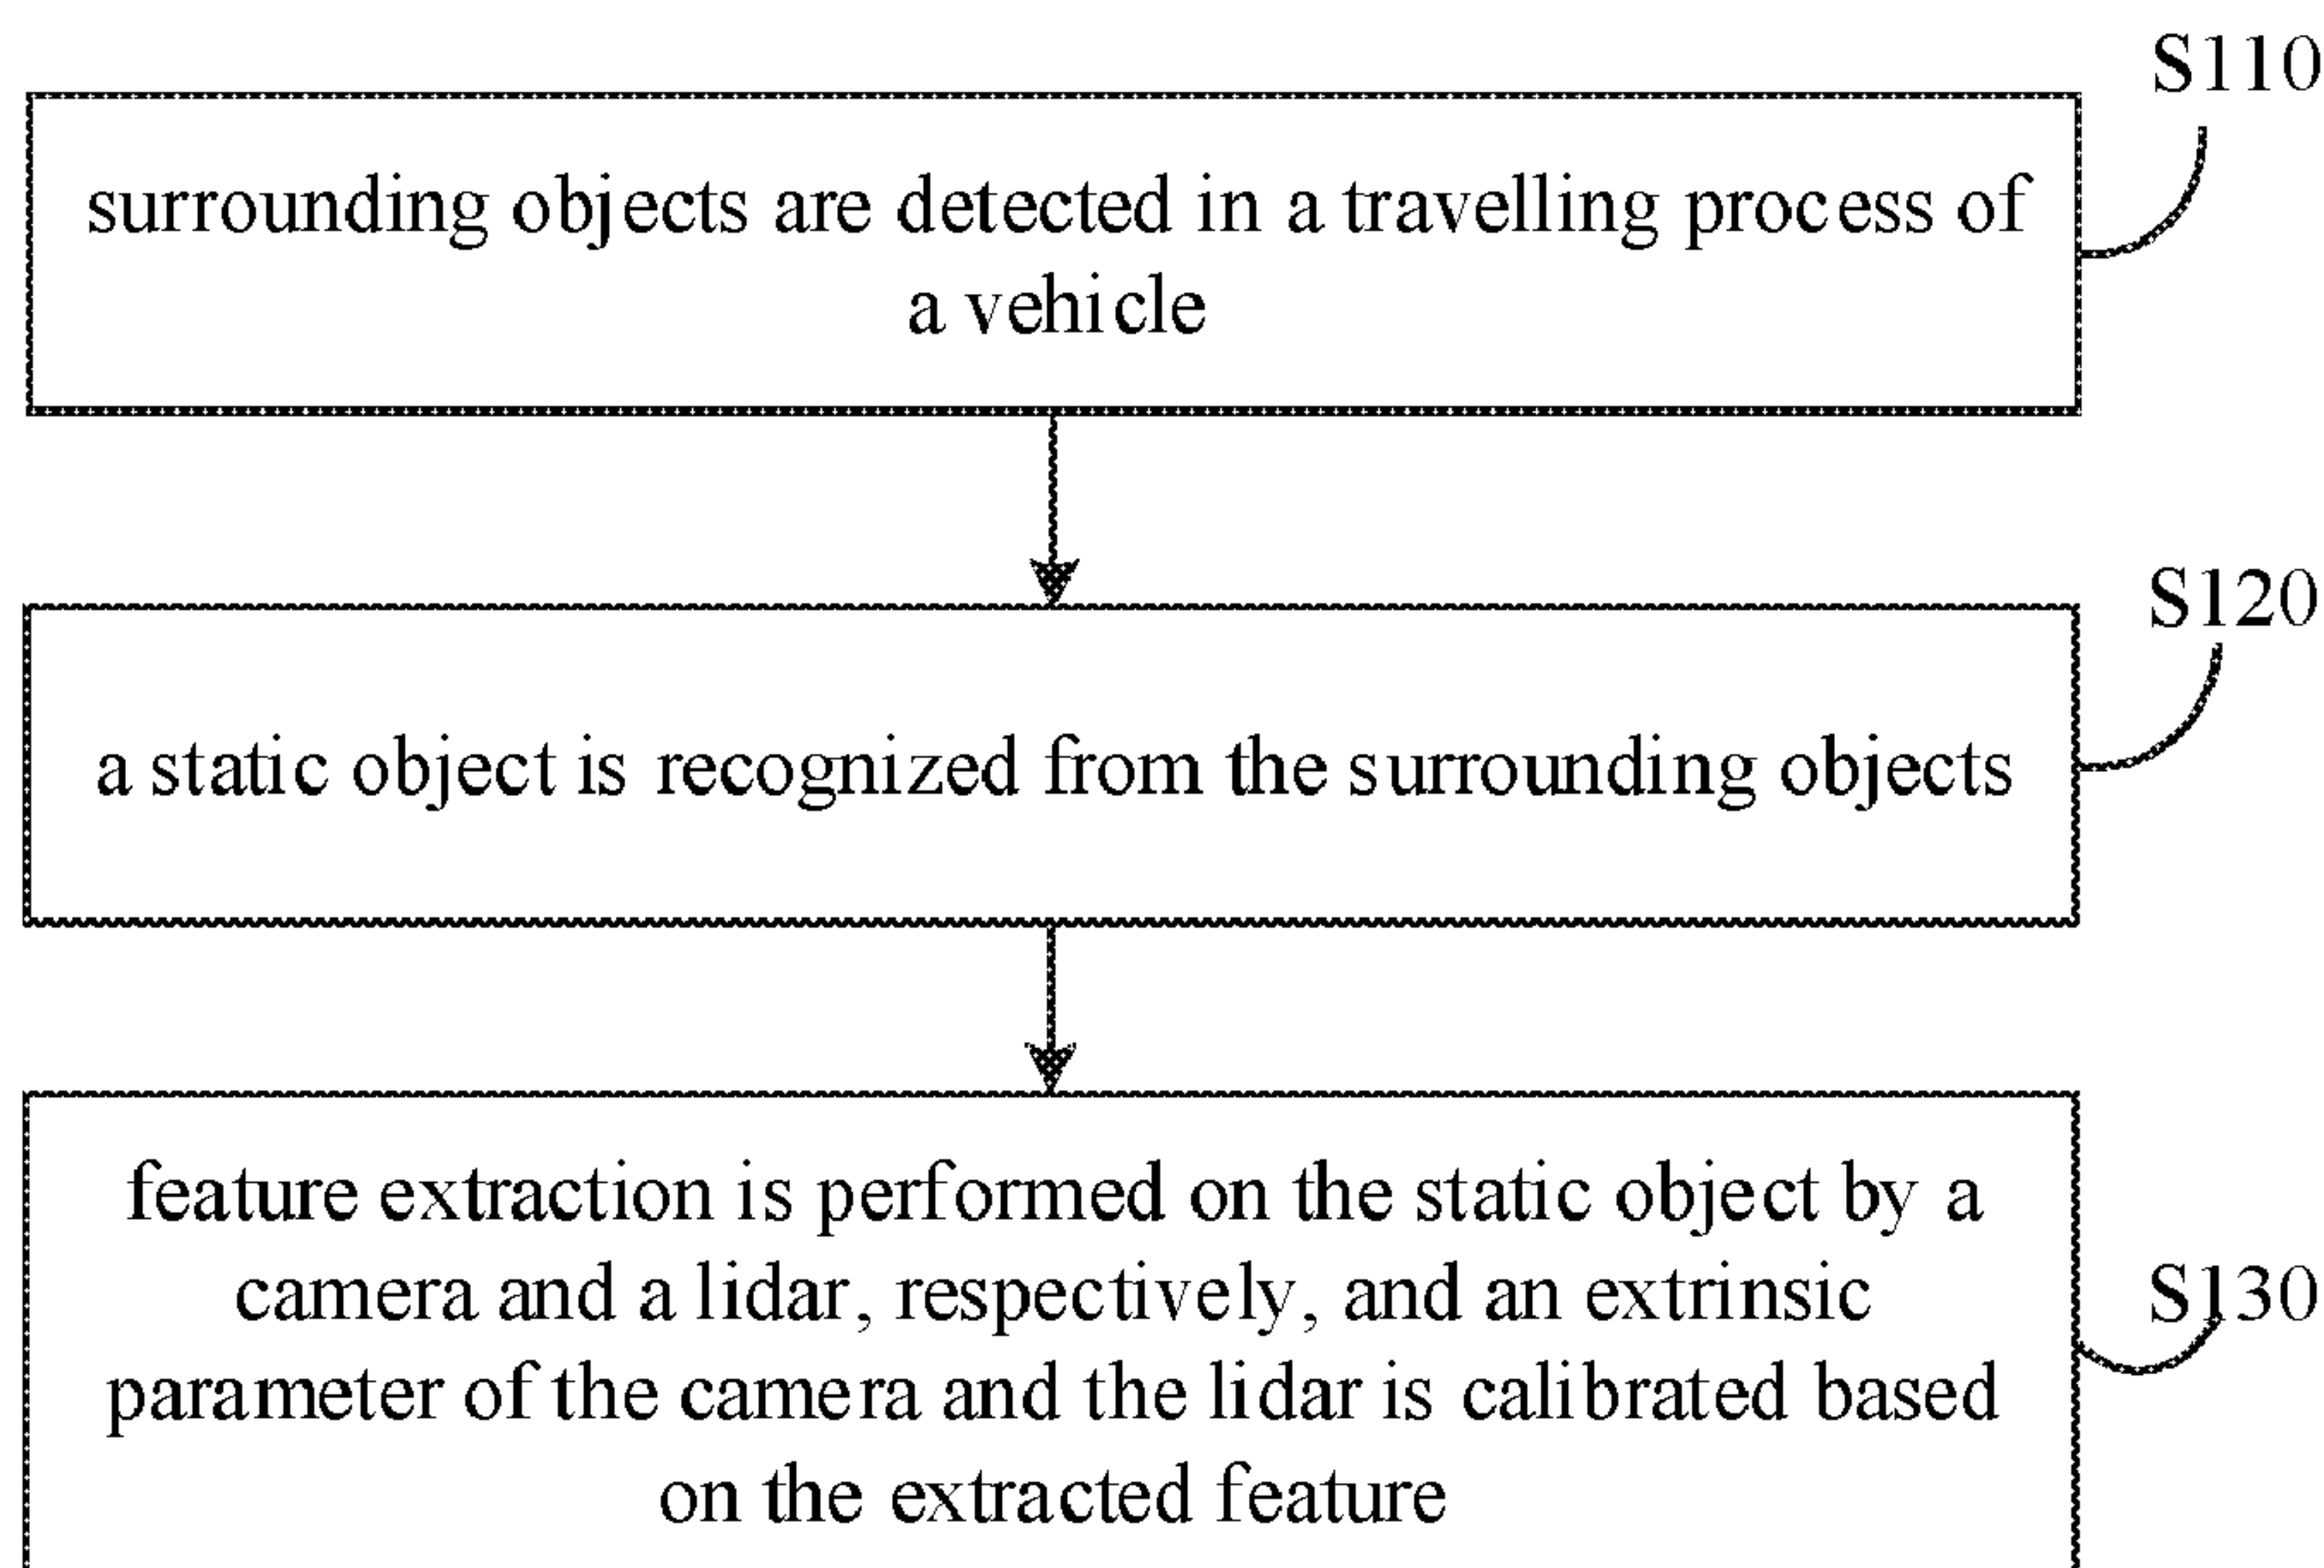 S110
surrounding objects are detected in a travelling process of
a vehicle
S120
a static object is recognized from the surrounding objects
feature extraction is performed on the static object by a
camera and a lidar, respectively, and an extrinsic
S130
parameter of the camera and the lidar is calibrated based
on the extracted feature